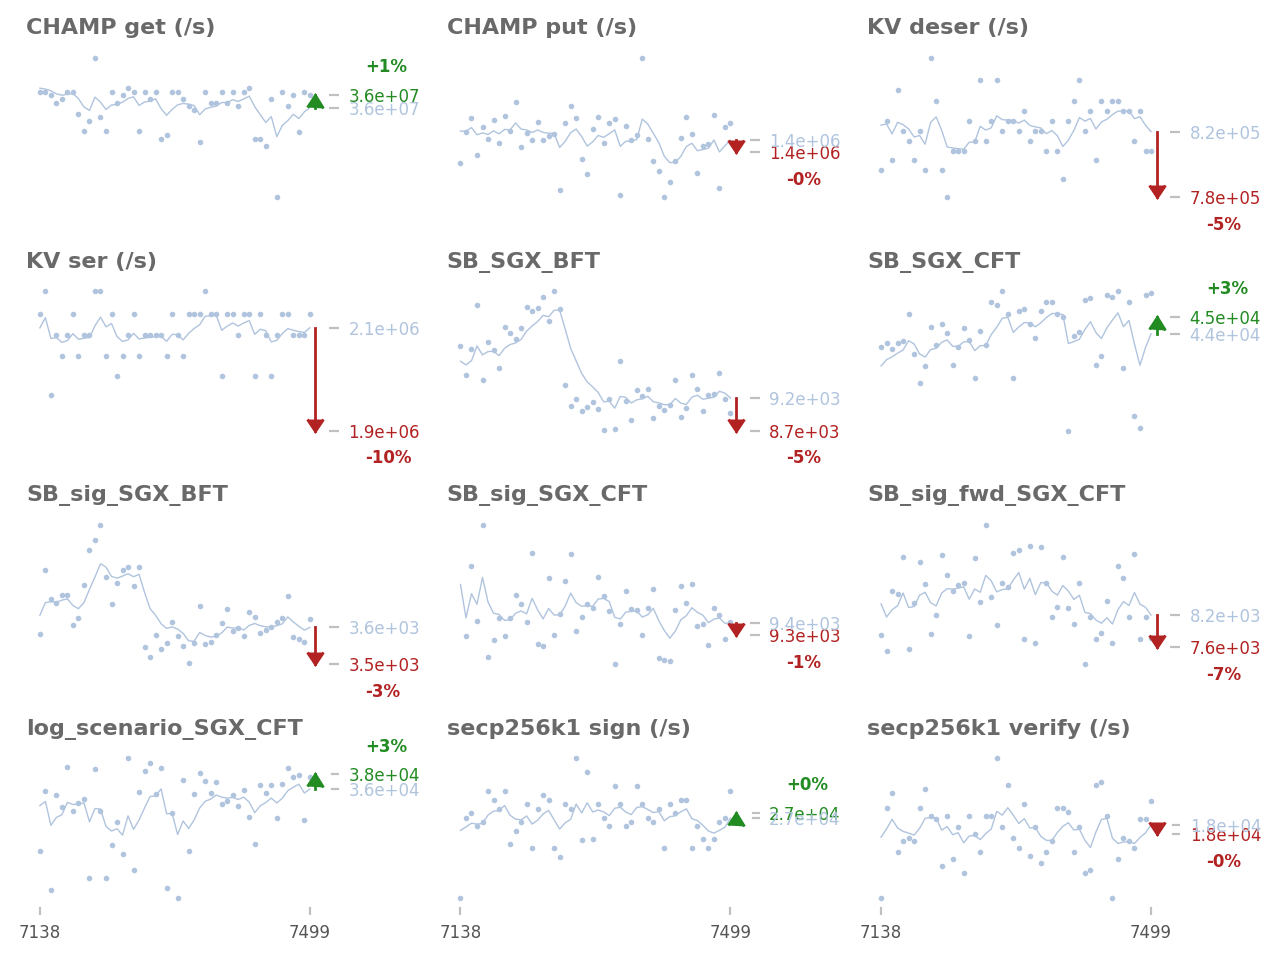 CHAMP get (/s)
+1%
3.6e+07
3.6e+07
CHAMP put (/s)
1.4e+06
1.4e+06
-0%
KV deser (/s)
8.2e+05
7.8e+05
-5%
KV ser (/s)
2.1e+06
1.9e+06
-10%
SB_SGX_BFT
9.2e+03
8.7e+03
-5%
SB_SGX_CFT
+3%
4.5e+04
4.4e+04
SB_sig_SGX_BFT
3.6e+03
3.5e+03
-3%
SB_sig_SGX_CFT
9.4e+03
9.3e+03
-1%
SB_sig_fwd_SGX_CFT
8.2e+03
7.6e+03
-7%
log_scenario_SGX_CFT
+3%
3.8e+04
3.6e+04
7138
7499
secp256k1 sign (/s)
+0%
2.7e+04
2.7e+04
7138
7499
secp256k1 verify (/s)
1.8e+04
1.8e+04
-0%
7138
7499